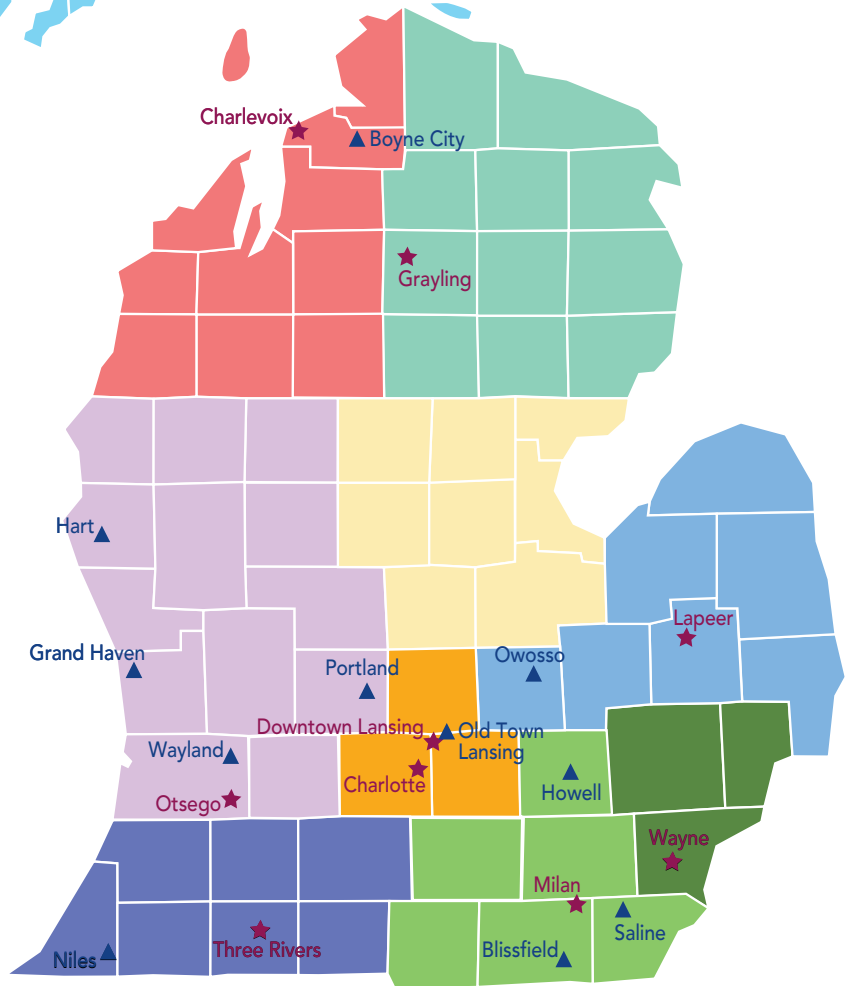 Charlevoix
Boyne City
Grayling
Hart
Lapeer
Grand Haven
Owosso
Portland
Downtown Lansing
Old Town
Lansing
Wayland
Charlotte
Howell
Otsego
Wayne
Milan
Saline
Three Rivers
Blissfield
Niles